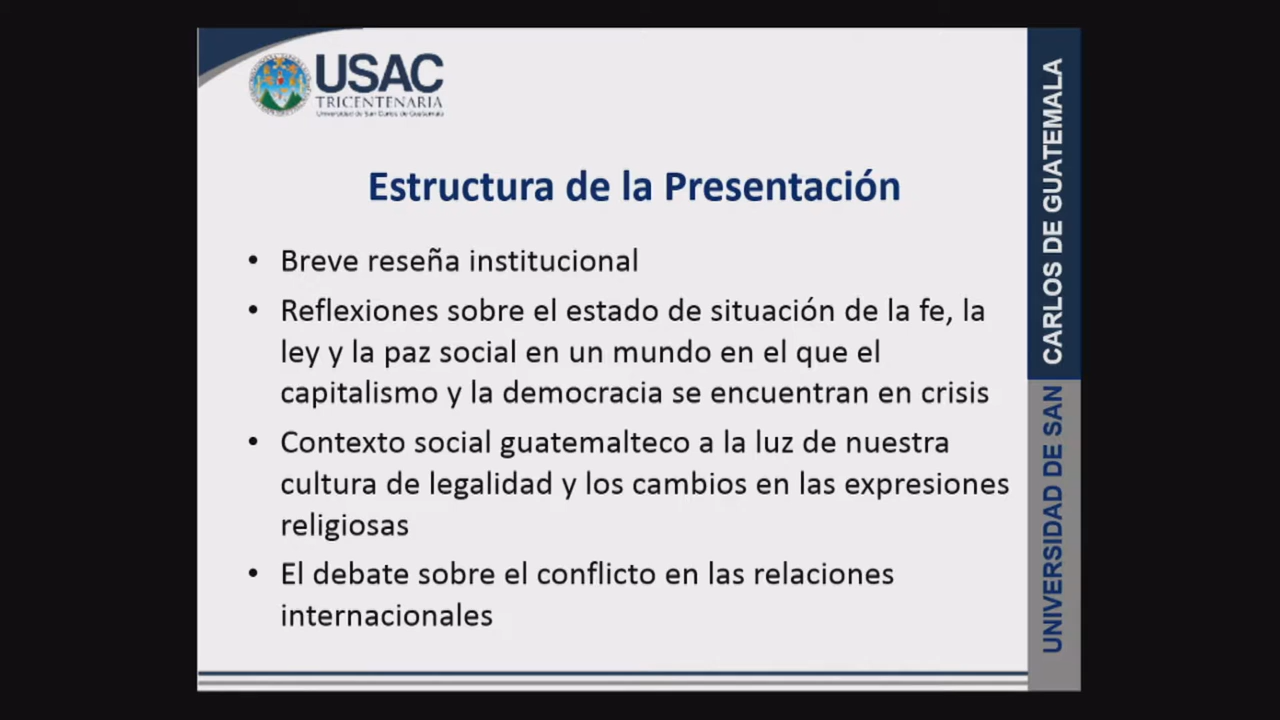 USAC
TRICENTENARIA
Universidad de San Carlos de Guatemala
Estructura de la Presentación
• Breve reseña institucional
• Reflexiones sobre el estado de situación de la fe, la
ley y la paz social en un mundo en el que el
capitalismo y la democracia se encuentran en crisis
• Contexto social guatemalteco a la luz de nuestra
cultura de legalidad y los cambios en las expresiones
religiosas
• El debate sobre el conflicto en las relaciones
internacionales
UNIVERSIDAD DE SAN CARLOS DE GUATEMALA